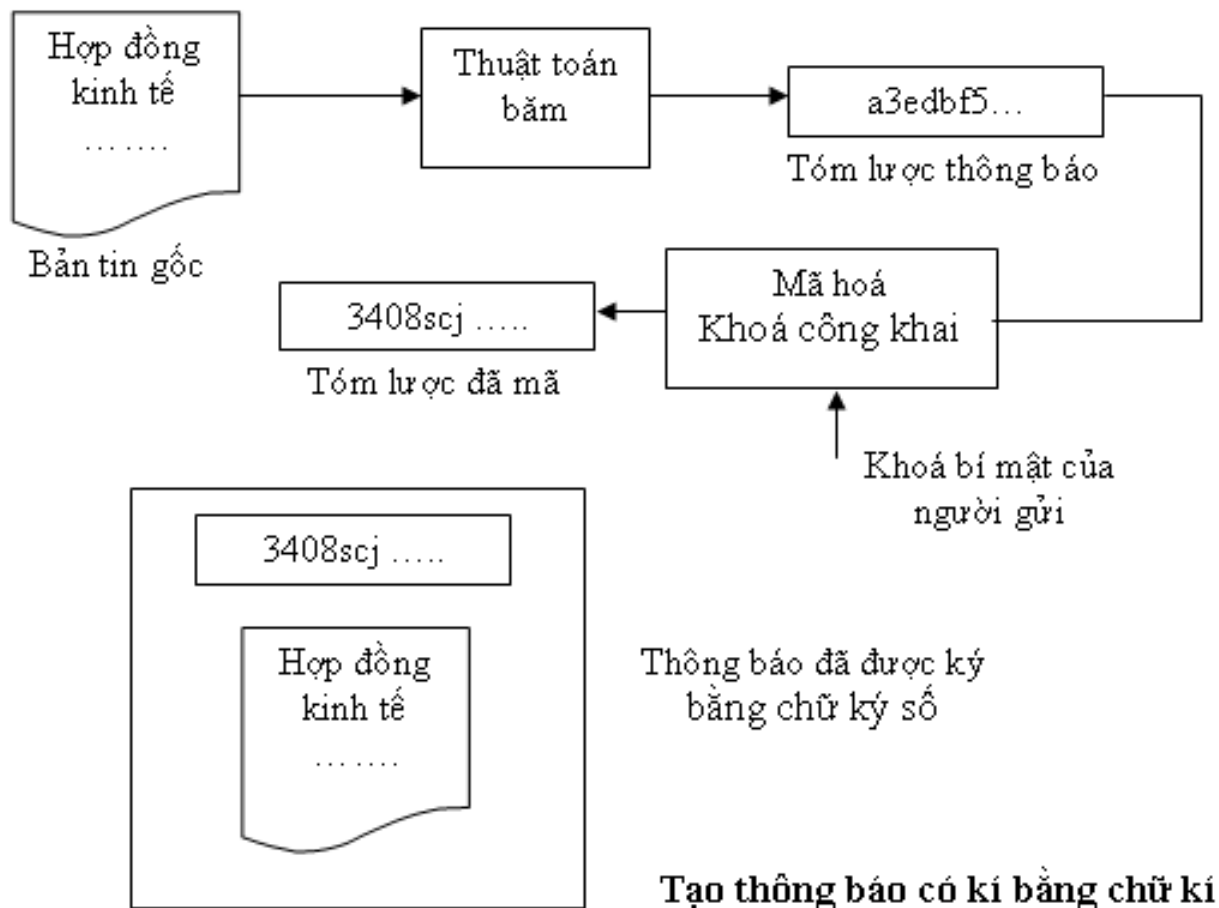 Hợp đồng
kinh tế
... ....
Bản tin gốc
Thuật toán
băm
a3edbf5...
Tóm lược thông báo
Mã hoá
Khoá công khai
3408scj .....
Tóm lược đã mã
Khoá bí mật của
người gửi
3408scj .....
Hợp đồng
kinh tế
... ....
Thông báo đã được ký
bằng chữ ký số
Tạo thông báo có kí bằng chữ kí